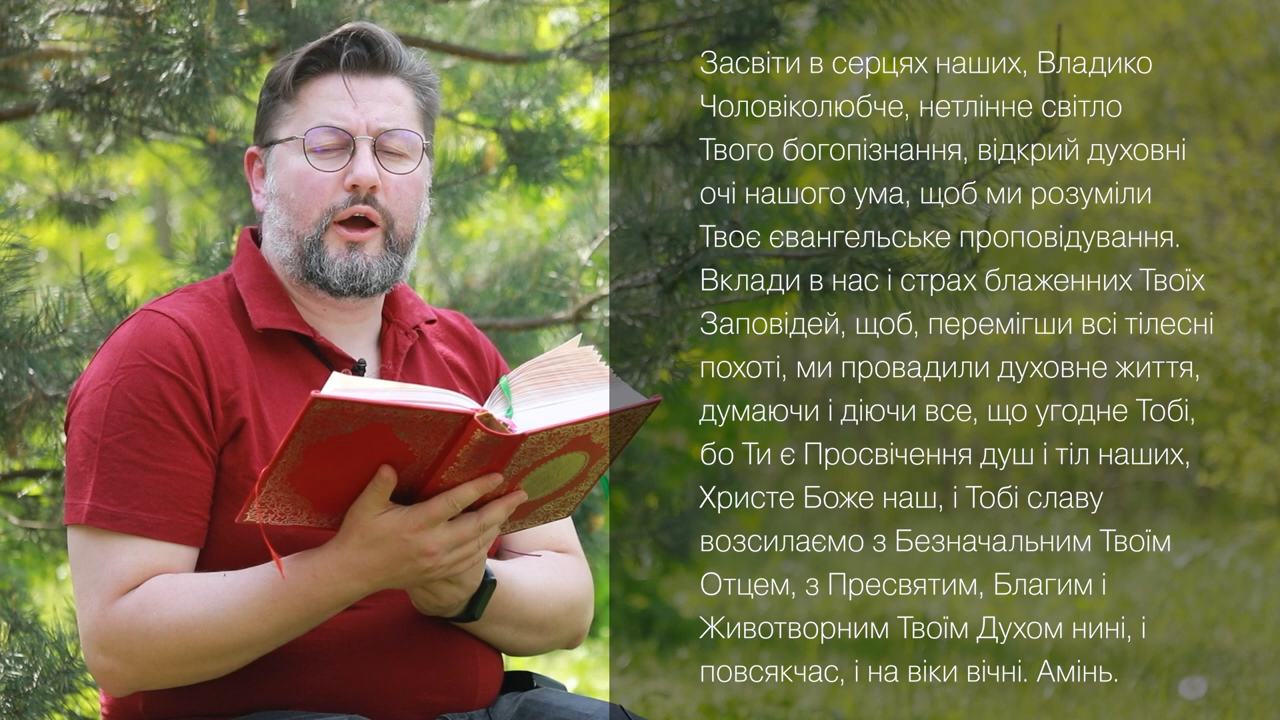 Засвіти в серцях наших, Владико
Чоловіколюбче, нетлінне світло
Твого богопізнання, відкрий духовні
очі нашого ума, щоб ми розуміли
Твоє євангельське проповідування.
Вклади в нас і страх блаженних Твоїх
Заповідей, щоб, перемігши всі тілесні
похоті, ми провадили духовне життя,
думаючи і діючи все, що угодне Тобі,
бо Ти є Просвічення душ і тіл наших,
Христе Боже наш, і Тобі славу
возсилаємо з Безначальним Твоїм
Отцем, з Пресвятим, Благим і
Животворним Твоїм Духом нині, і
повсякчас, і на віки вічні. Амінь.